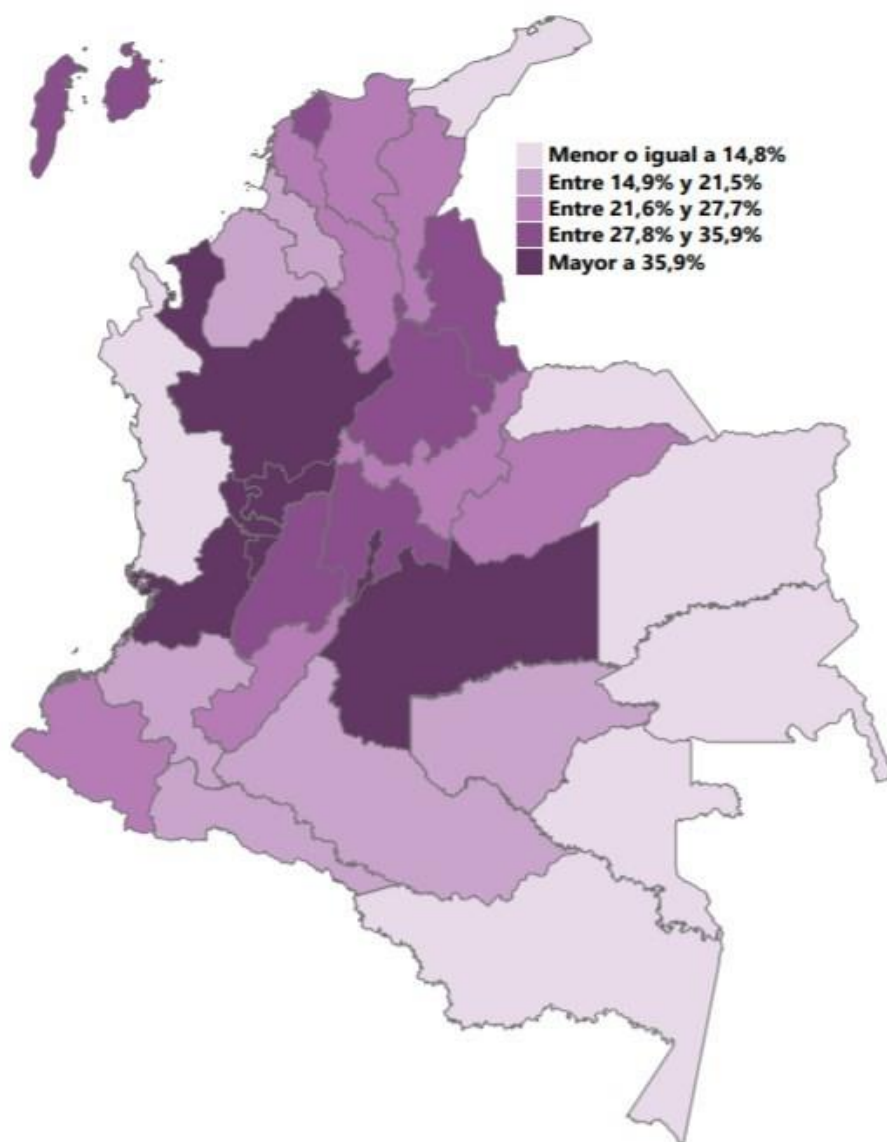 Menor o igual a 14,8%
Entre 14,9% y 21,5%
Entre 21,6% y 27,7%
Entre 27,8% y 35,9%
Mayor a 35,9%